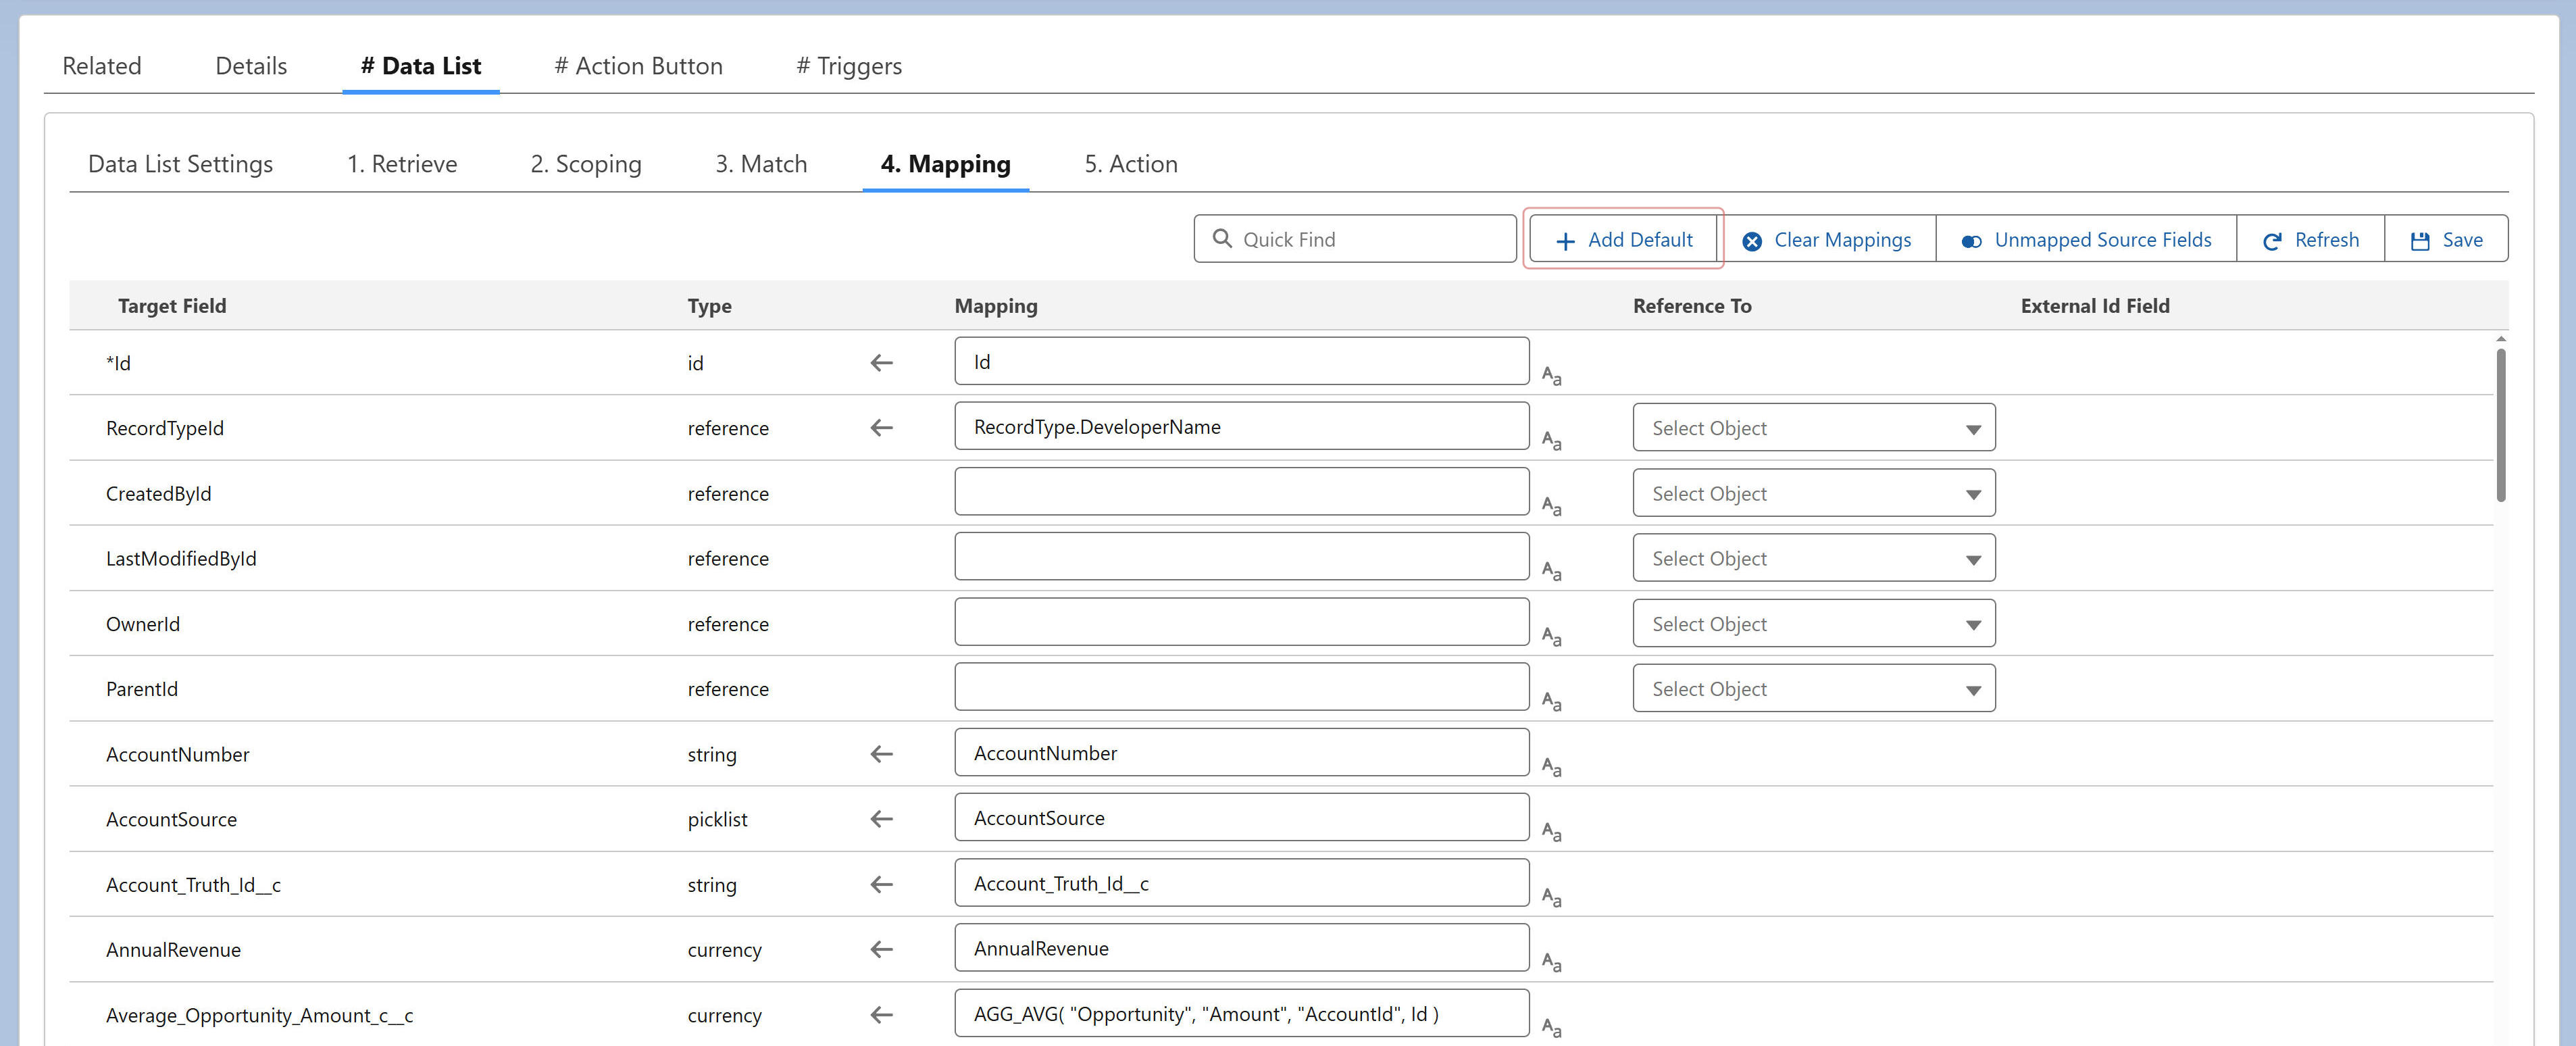 Related Details # Data List # Action Button # Triggers
Data List Settings 1. Retrieve 2. Scoping 3. Match 4. Mapping 5. Action
Quick Find Add Default Clear Mappings Unmapped Source Fields Refresh Save
Target Field Type Mapping Reference To External Id Field
*Id id Id Aa
RecordTypeId reference RecordType.DeveloperName Aa Select Object
CreatedById reference Aa Select Object
LastModifiedById reference Aa Select Object
OwnerId reference Aa Select Object
ParentId reference Aa Select Object
AccountNumber string AccountNumber Aa
AccountSource picklist AccountSource Aa
Account_Truth_Id__c string Account_Truth_Id__c Aa
AnnualRevenue currency AnnualRevenue Aa
Average_Opportunity_Amount_c__c currency AGG_AVG( "Opportunity", "Amount", "AccountId", Id ) Aa